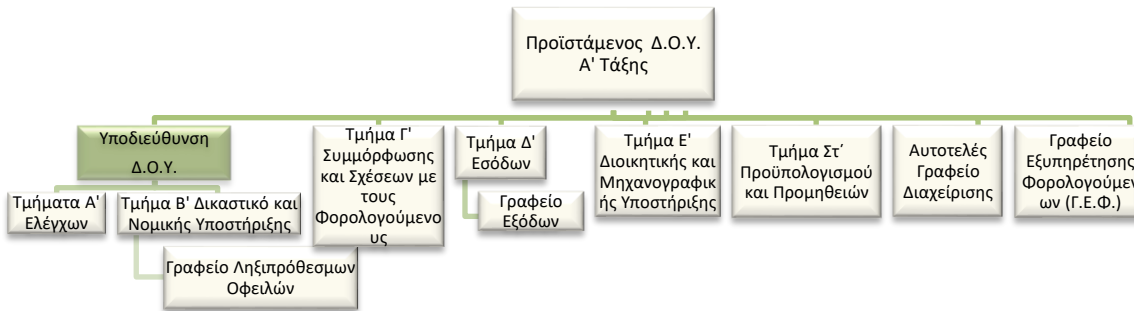 Προϊστάμενος Δ.Ο.Υ.
Α' Τάξης
Υποδιεύθυνση
Δ.Ο.Υ.
Τμήματα Α'
Ελέγχων
Τμήμα Β' Δικαστικό και
Νομικής Υποστήριξης
Γραφείο Ληξιπρόθεσμων
Οφειλών
Τμήμα Γ'
Συμμόρφωσης
και Σχέσεων με
τους
Φορολογούμενο
υς
Τμήμα Δ'
Εσόδων
Γραφείο
Εξόδων
Τμήμα Ε'
Διοικητικής και
Μηχανογραφικ
ής Υποστήριξης
Τμήμα Στ΄
Προϋπολογισμού
και Προμηθειών
Αυτοτελές
Γραφείο
Διαχείρισης
Γραφείο
Εξυπηρέτησης
Φορολογούμεν
ων (Γ.Ε.Φ.)